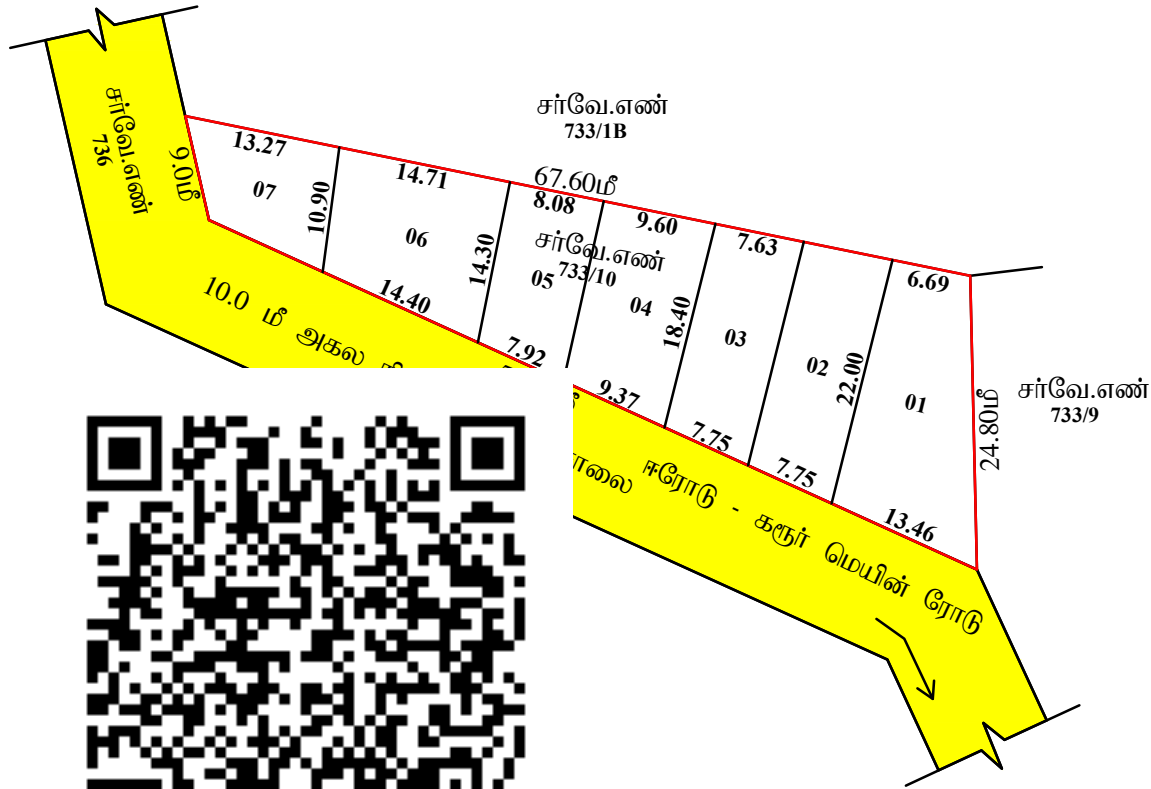 சர்வே.எண்
733/1B
சர்வே.எண்
736
9.0மீ
13.27
07
10.90
14.71
06
14.30
14.40
67.60மீ
8.08
சர்வே.எண்
733/10
05
7.92
9.60
04
18.40
9.37
7.63
03
7.75
02
22.00
7.75
6.69
01
13.46
24.80மீ
சர்வே.எண்
733/9
10.0 மீ அகல
ஈரோடு - கரூர் மெயின் ரோடு